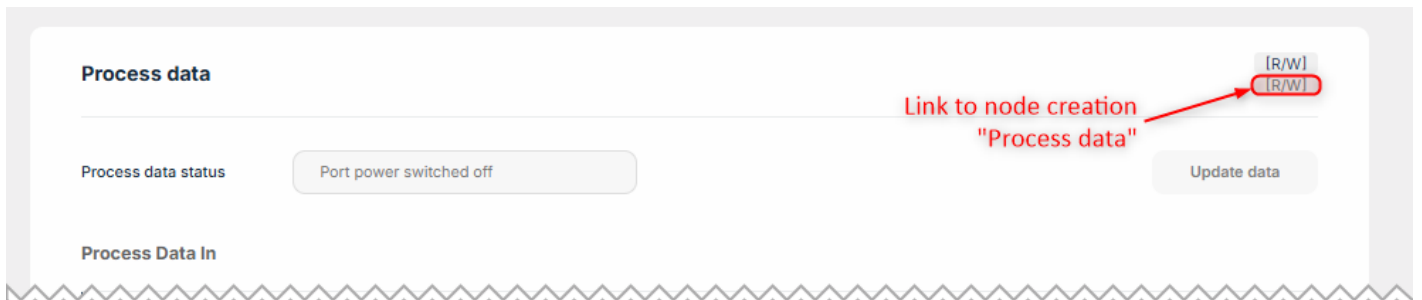 Process data
[R/W]
[R/W]
Link to node creation
"Process data"
Process data status
Port power switched off
Update data
Process Data In